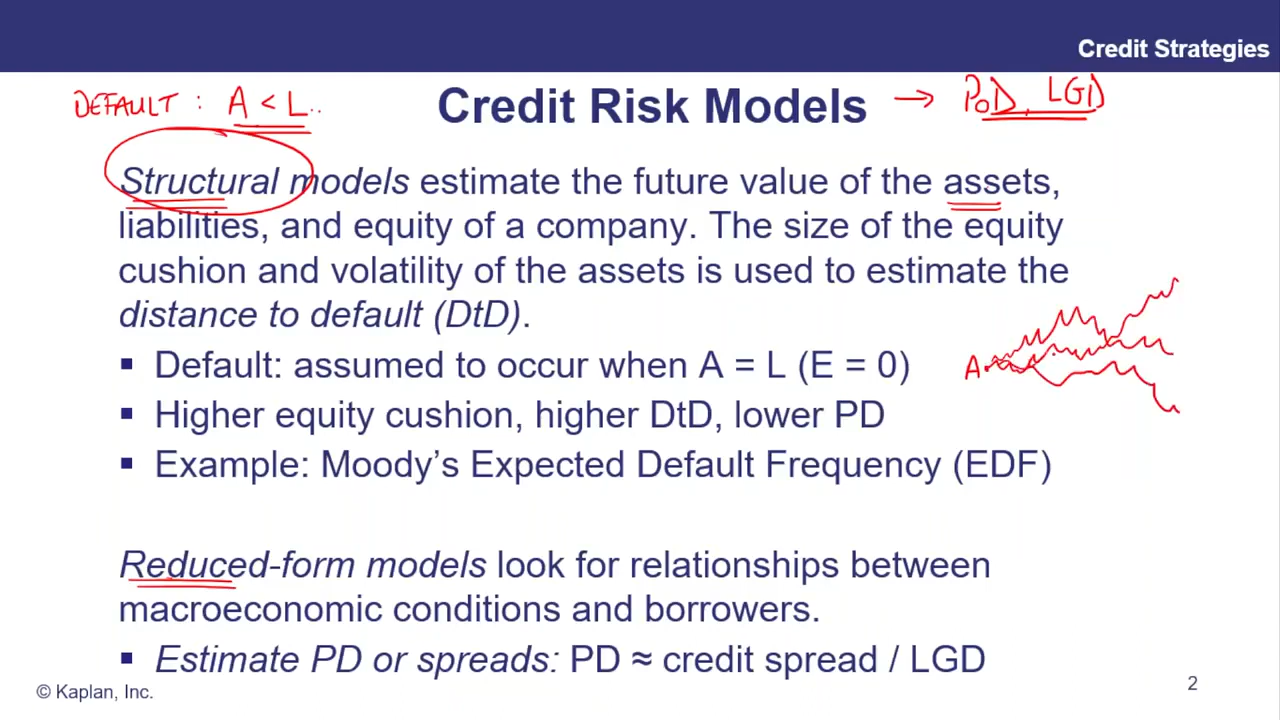 Credit Strategies
DEFAULT : A < L..
Credit Risk Models → PoD, LGD
Structural models estimate the future value of the assets,
liabilities, and equity of a company. The size of the equity
cushion and volatility of the assets is used to estimate the
distance to default (DtD).
▪ Default: assumed to occur when A = L (E = 0)
A
▪ Higher equity cushion, higher DtD, lower PD
▪ Example: Moody’s Expected Default Frequency (EDF)
Reduced-form models look for relationships between
macroeconomic conditions and borrowers.
▪ Estimate PD or spreads: PD ≈ credit spread / LGD
© Kaplan, Inc.
2